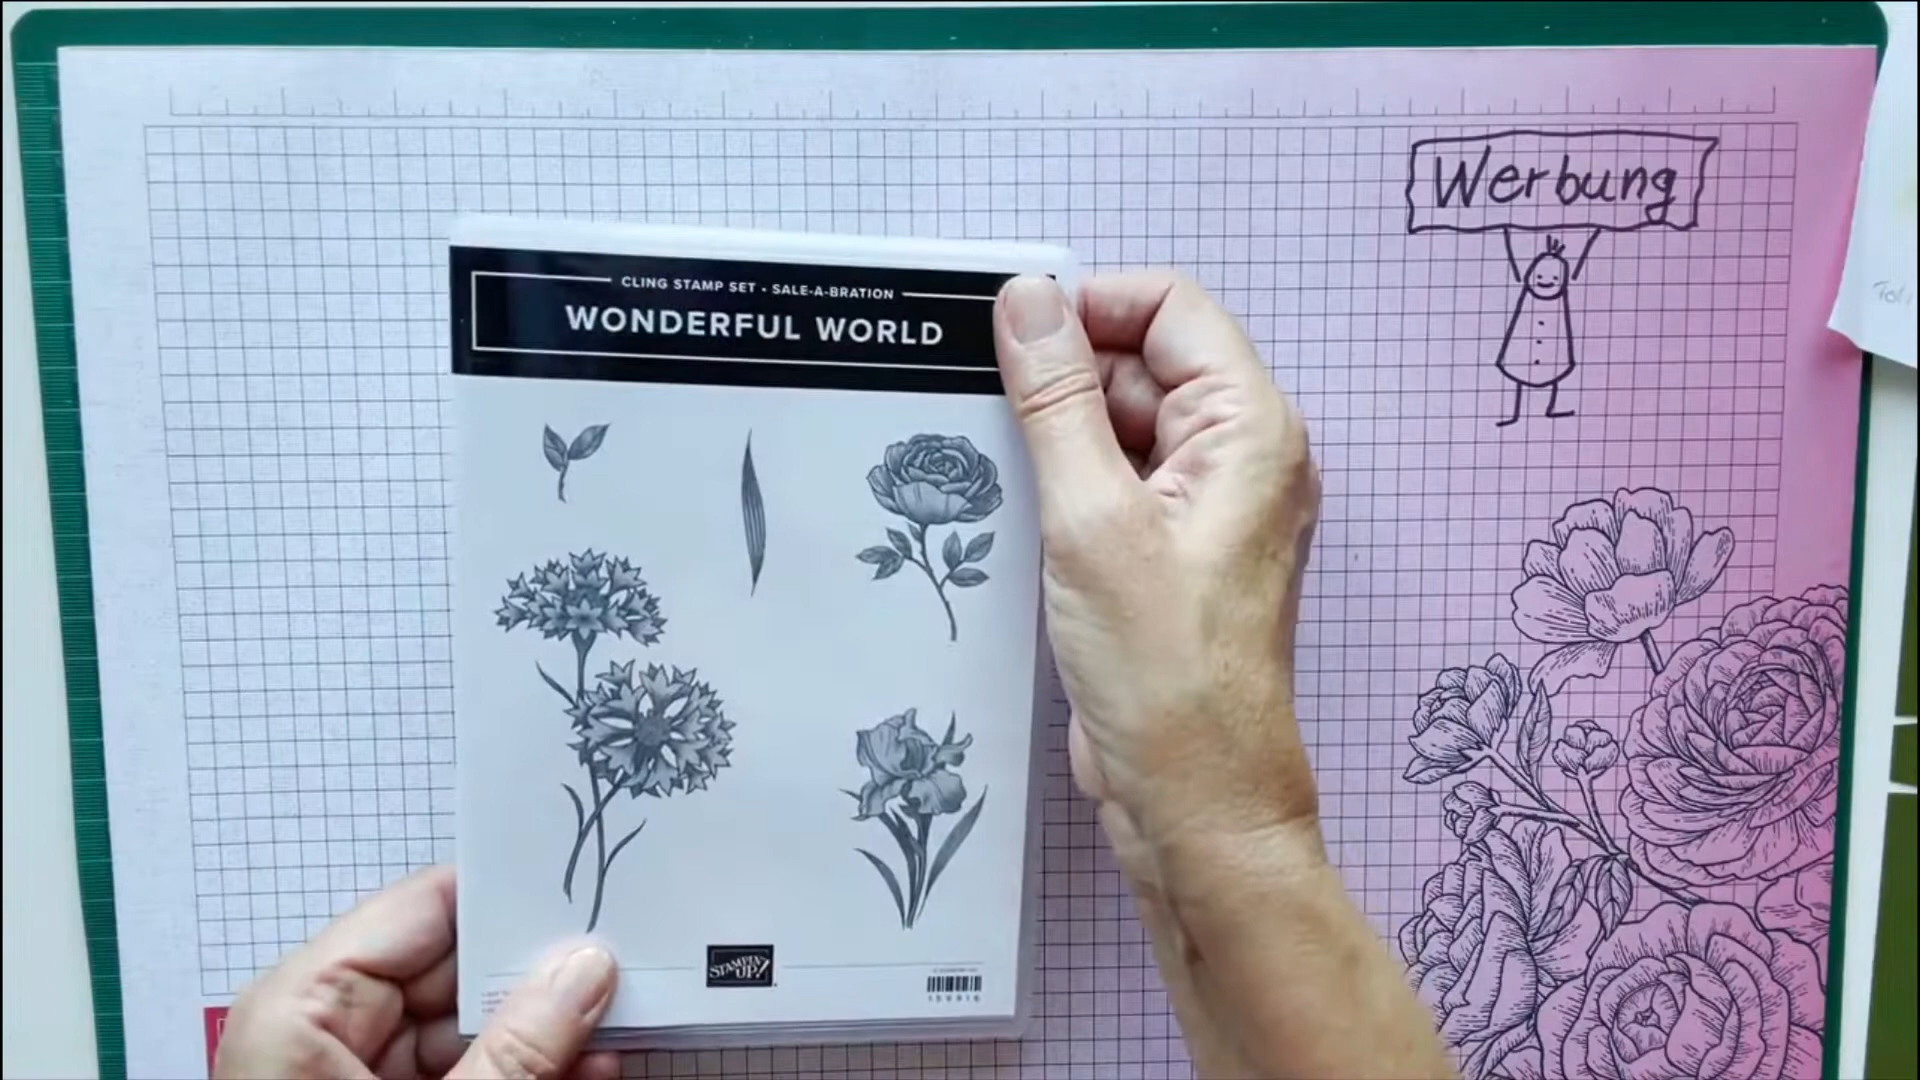 CLING STAMP SET • SALE-A-BRATION
WONDERFUL WORLD
Werbung
STAMPIN' UP!